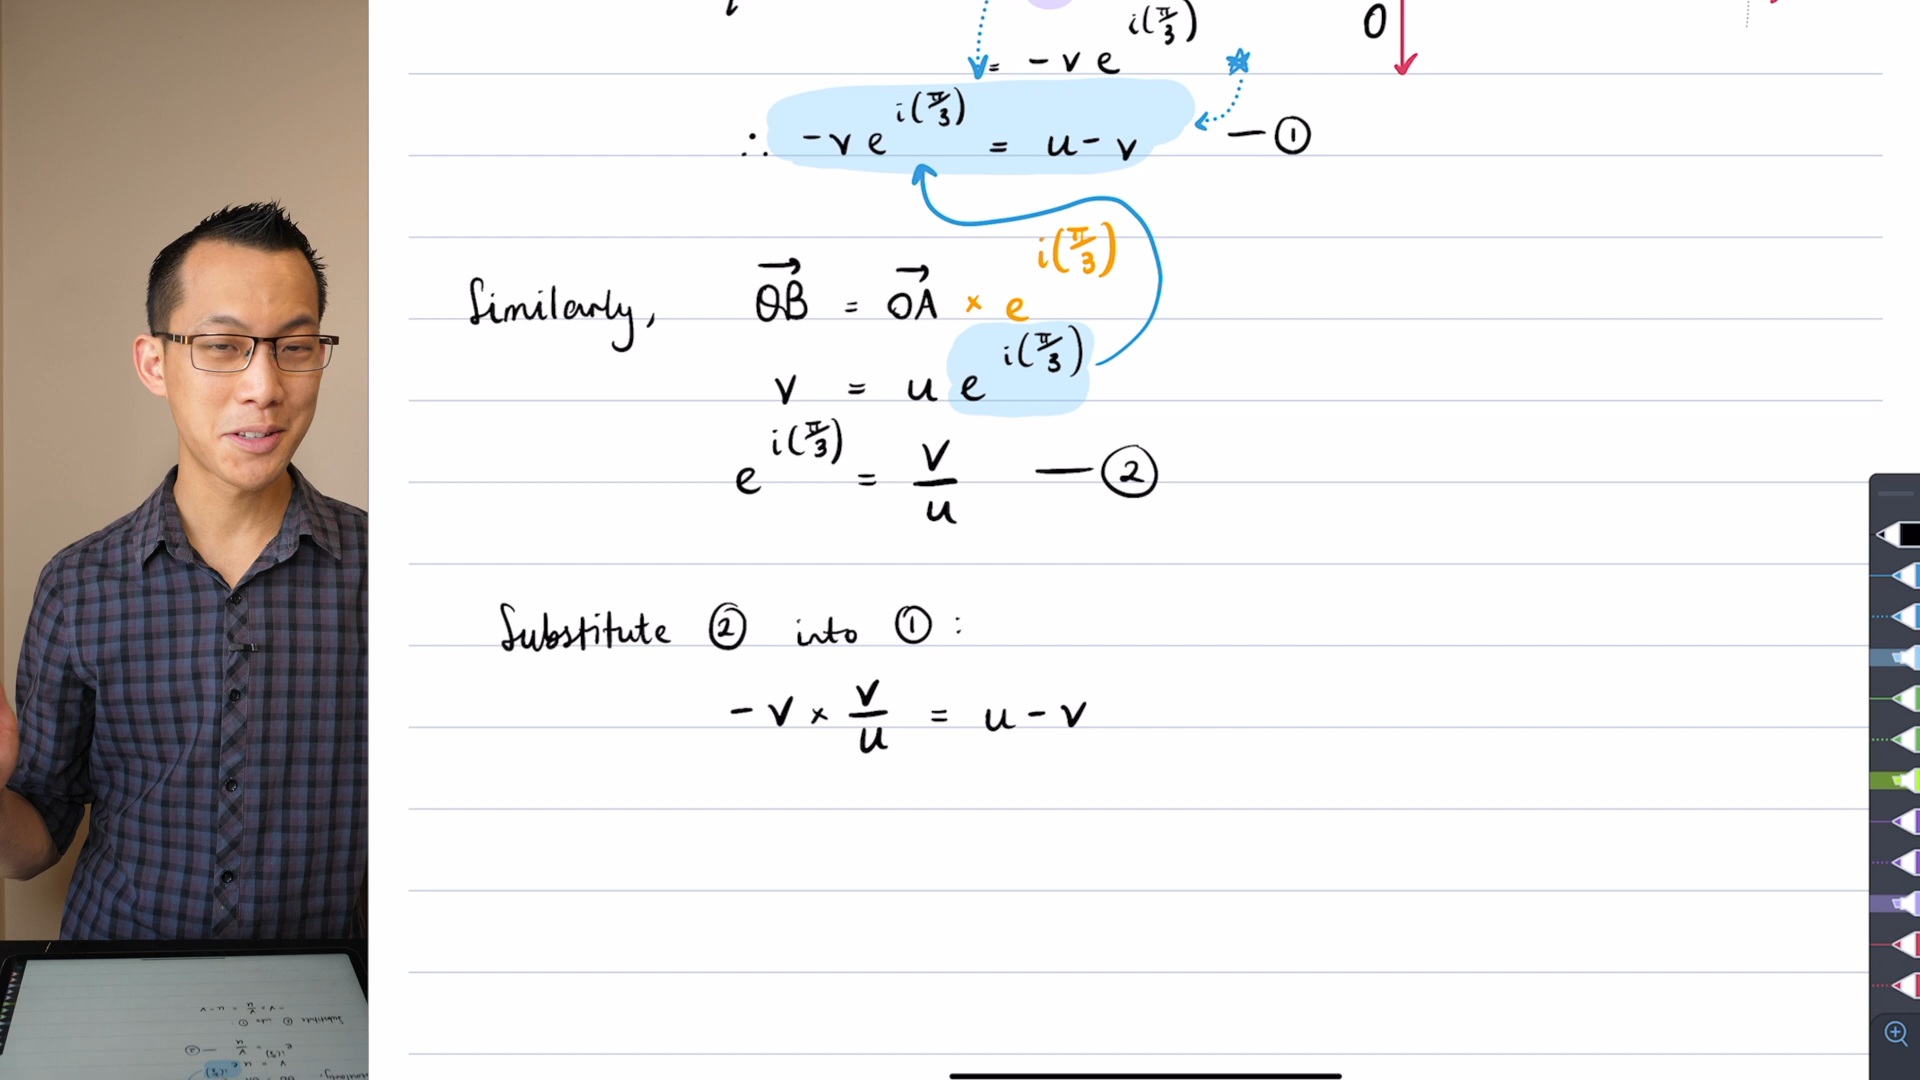 = - v e^{i(π/3)} 0
∴ -v e^{i(π/3)} = u - v — ①
i(π/3)
Similarly, OB = OA × e
v = u e^{i(π/3)}
e^{i(π/3)} = v/u — ②
Substitute ② into ① :
- v × v/u = u - v